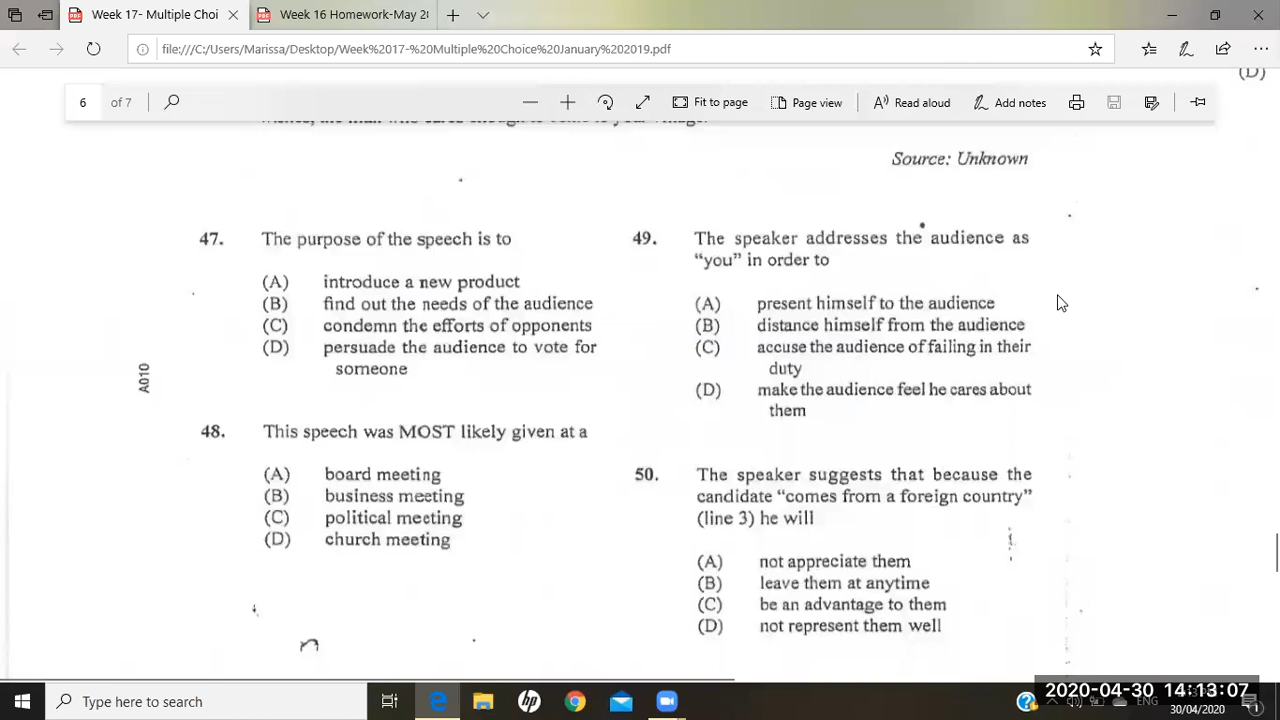 Week 17- Multiple Choi
Week 16 Homework-May 20
file:///C:/Users/Marissa/Desktop/Week%2017-%20Multiple%20Choice%20January%202019.pdf
(D)
6 of 7
Fit to page
Page view
Read aloud
Add notes
Source: Unknown
47. The purpose of the speech is to
(A) introduce a new product
(B) find out the needs of the audience
(C) condemn the efforts of opponents
(D) persuade the audience to vote for
someone
A010
48. This speech was MOST likely given at a
(A) board meeting
(B) business meeting
(C) political meeting
(D) church meeting
49. The speaker addresses the audience as
“you” in order to
(A) present himself to the audience
(B) distance himself from the audience
(C) accuse the audience of failing in their
duty
(D) make the audience feel he cares about
them
50. The speaker suggests that because the
candidate “comes from a foreign country”
(line 3) he will
(A) not appreciate them
(B) leave them at anytime
(C) be an advantage to them
(D) not represent them well
Type here to search
hp
ENG
2020-04-30 14:13:07
30/04/2020